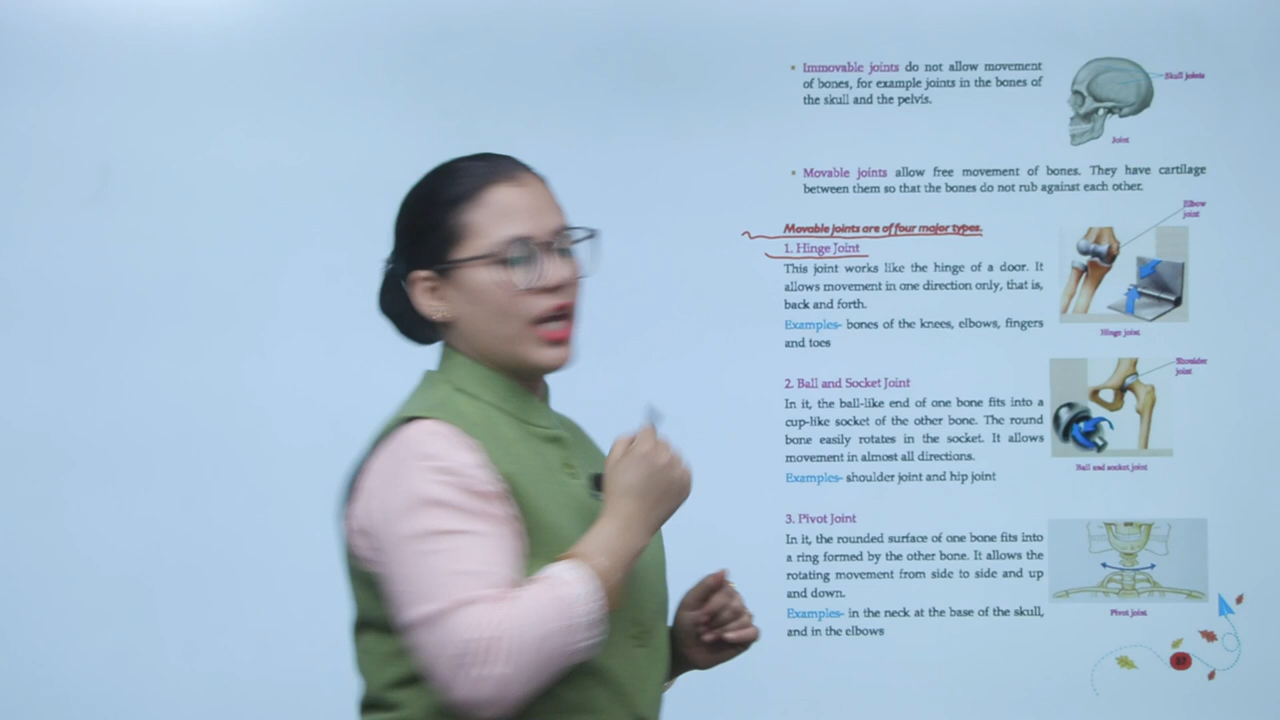 Immovable joints do not allow movement
of bones, for example joints in the bones of
the skull and the pelvis.
Skull joints
Joint
Movable joints allow free movement of bones. They have cartilage
between them so that the bones do not rub against each other.
Elbow
joint
Movable joints are of four major types.
1. Hinge Joint
This joint works like the hinge of a door. It
allows movement in one direction only, that is,
back and forth.
Examples- bones of the knees, elbows, fingers
and toes
Hinge joint
Shoulder
joint
2. Ball and Socket Joint
In it, the ball-like end of one bone fits into a
cup-like socket of the other bone. The round
bone easily rotates in the socket. It allows
movement in almost all directions.
Examples- shoulder joint and hip joint
Ball and socket joint
3. Pivot Joint
In it, the rounded surface of one bone fits into
a ring formed by the other bone. It allows the
rotating movement from side to side and up
and down.
Examples- in the neck at the base of the skull,
and in the elbows
Pivot joint